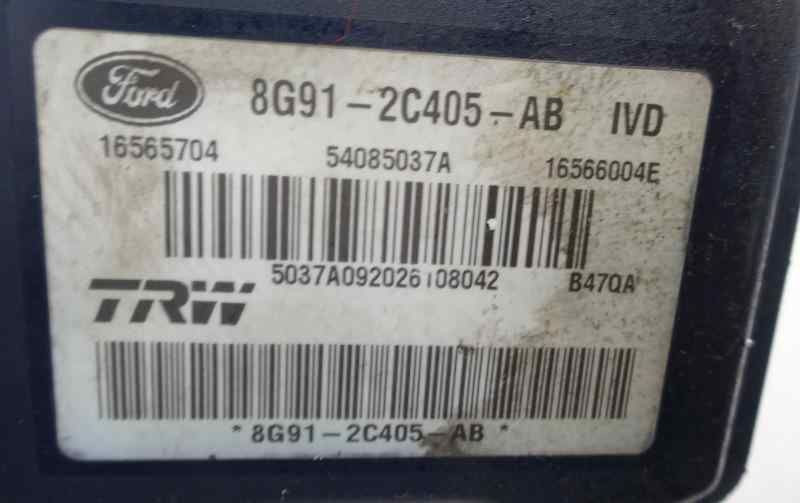 Ford 8G91-2C405-AB IVD
16565704 54085037A 16566004E
5037A092026108042 B47QA
TRW
*8G91-2C405-AB*